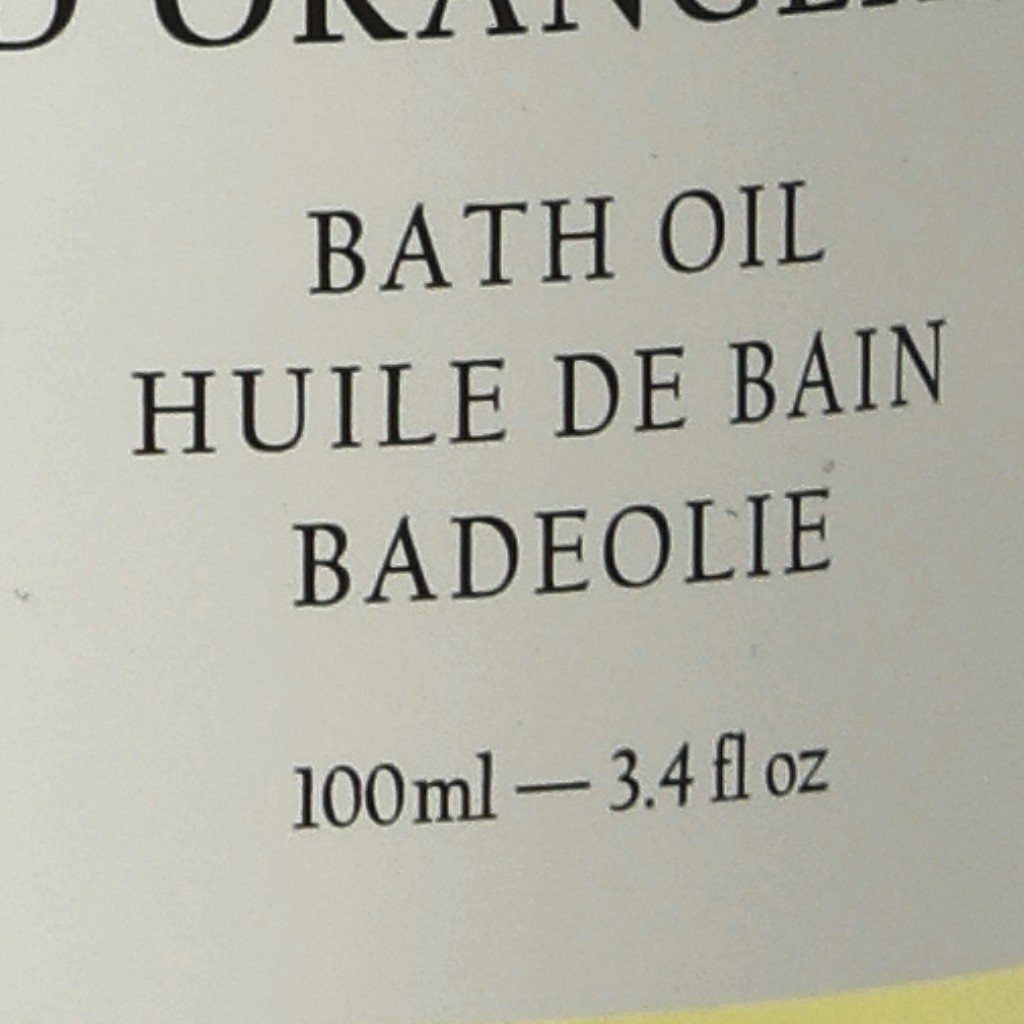 BATH OIL
HUILE DE BAIN
BADEOLIE
100ml — 3.4 fl oz